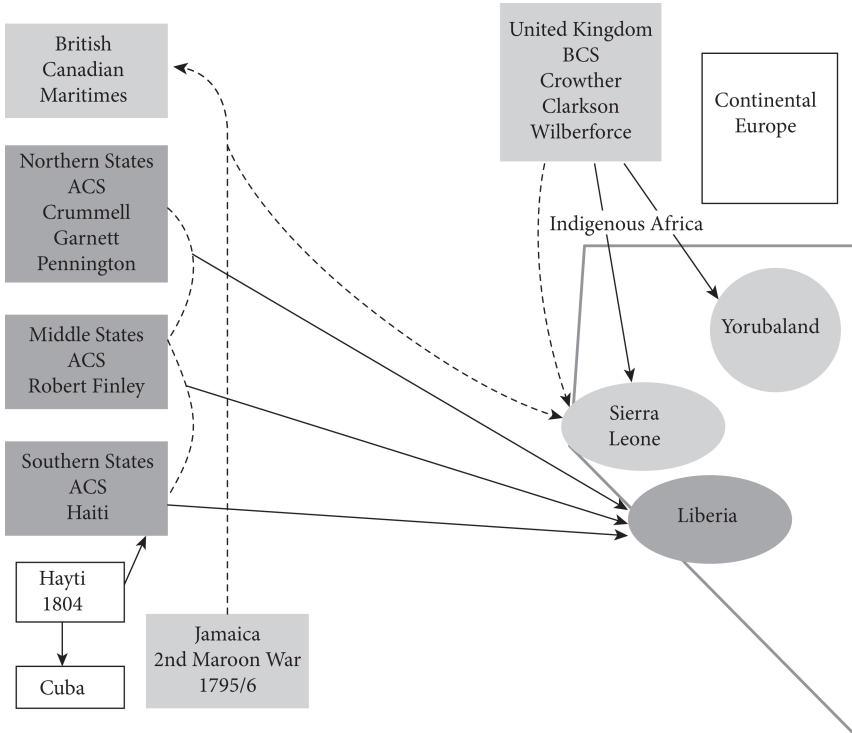 British
Canadian
Maritimes
Northern States
ACS
Crummell
Garnett
Pennington
Middle States
ACS
Robert Finley
Southern States
ACS
Haiti
Hayti
1804
Cuba
Jamaica
2nd Maroon War
1795/6
United Kingdom
BCS
Crowther
Clarkson
Wilberforce
Continental
Europe
Indigenous Africa
Yorubaland
Sierra
Leone
Liberia